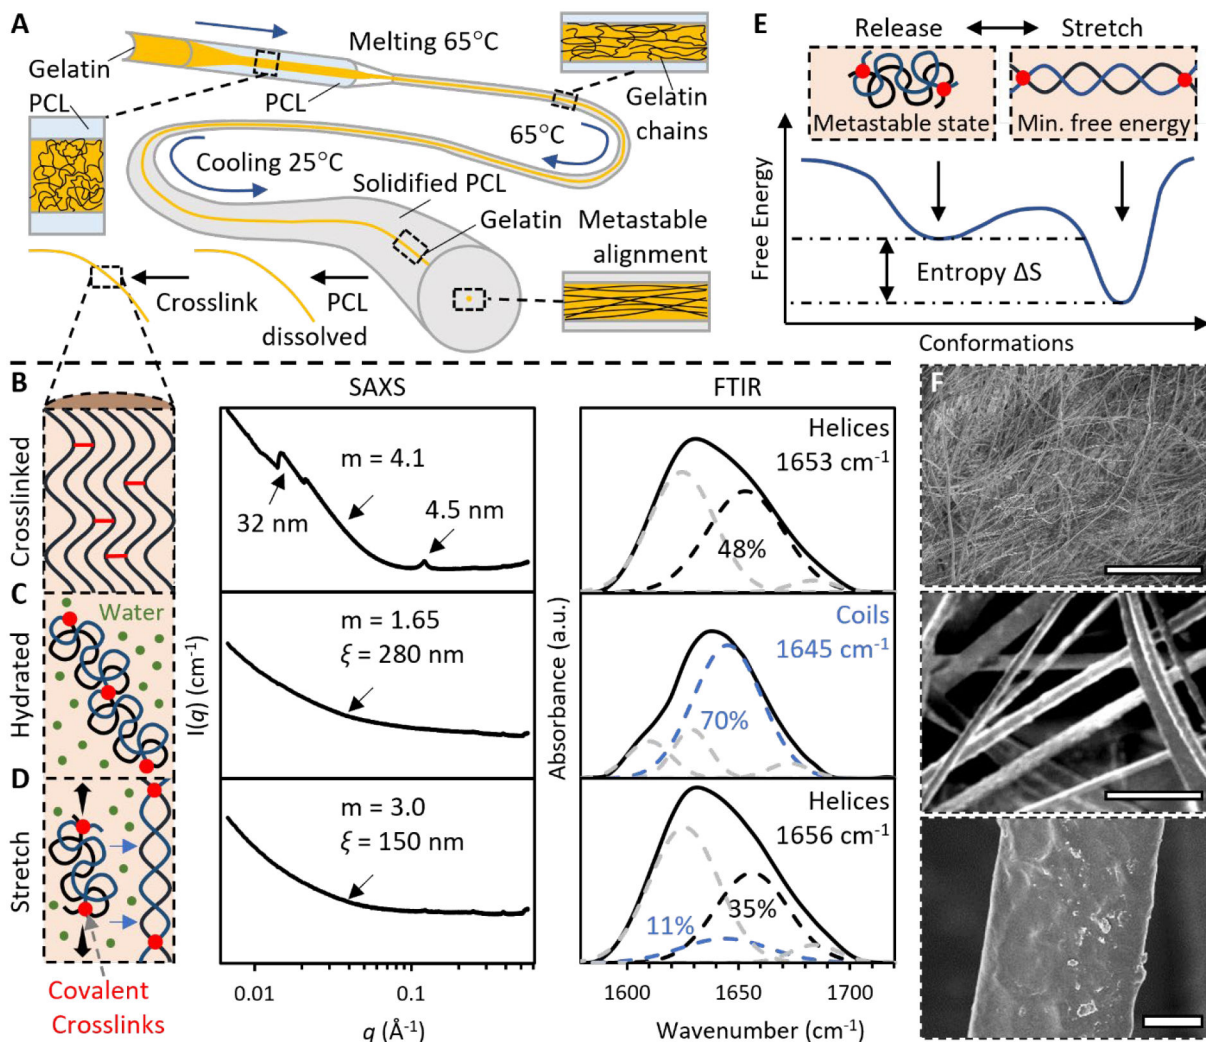 A
Gelatin
PCL
Melting 65°C
PCL
Gelatin
chains
65°C
Cooling 25°C
Solidified PCL
Gelatin
Metastable
alignment
Crosslink
PCL
dissolved
E
Release
Stretch
Metastable state
Min. free energy
Free Energy
Entropy ΔS
Conformations
B
SAXS
FTIR
Crosslinked
m = 4.1
32 nm
4.5 nm
Helices
1653 cm⁻¹
48%
C
Hydrated
Water
m = 1.65
ξ = 280 nm
Coils
1645 cm⁻¹
70%
D
Stretch
m = 3.0
ξ = 150 nm
Helices
1656 cm⁻¹
35%
11%
I(q) (cm⁻¹)
Absorbance (a.u.)
0.01
0.1
q (Å⁻¹)
1600
1650
1700
Wavenumber (cm⁻¹)
Covalent
Crosslinks
F